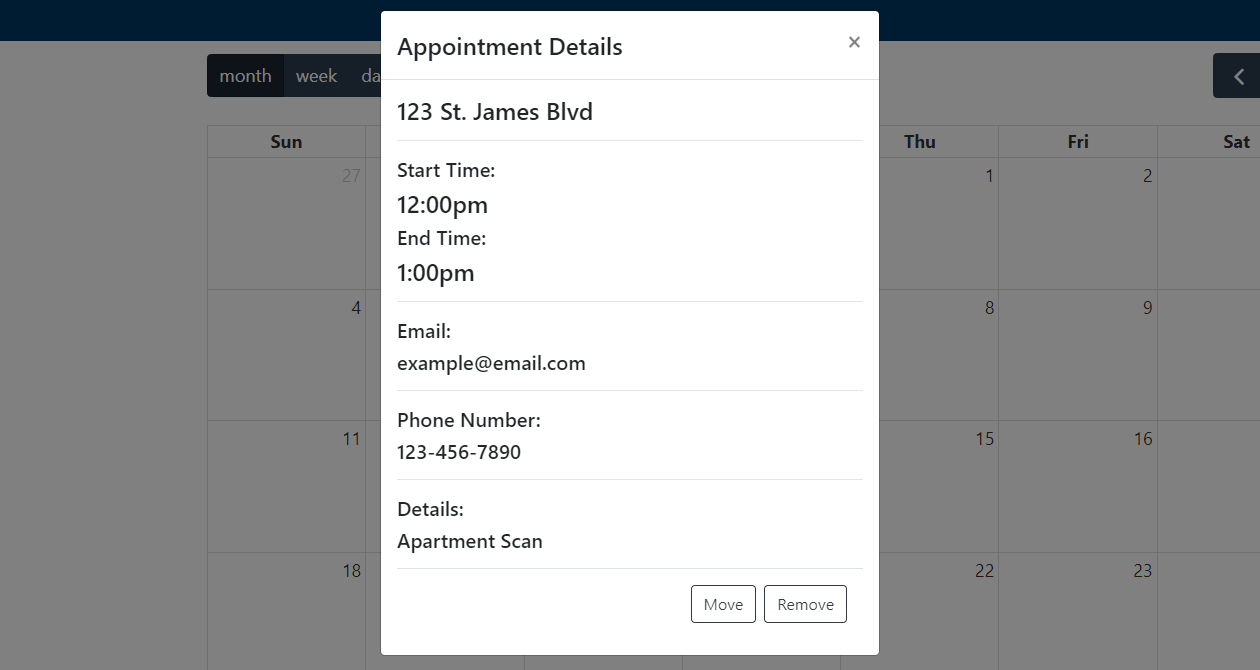 Appointment Details ×
month week da
123 St. James Blvd
Sun Thu Fri Sat
Start Time:
27 1 2
12:00pm
End Time:
1:00pm
4 8 9
Email:
example@email.com
Phone Number:
11 15 16
123-456-7890
Details:
Apartment Scan
18 22 23
Move Remove